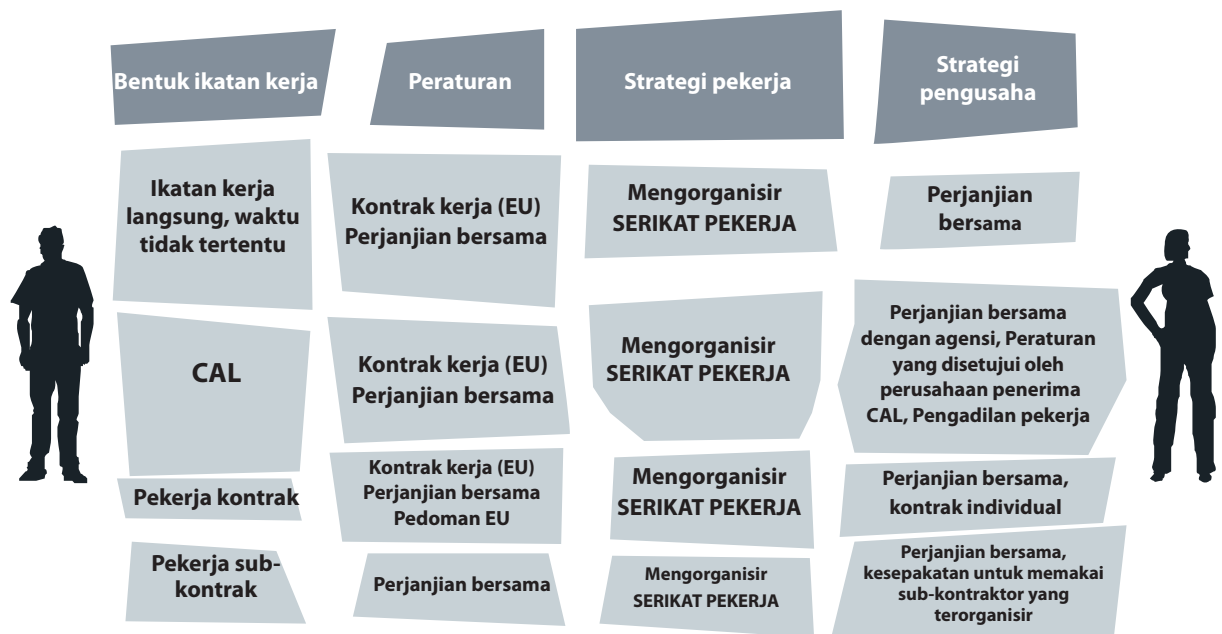 Bentuk ikatan kerja
Peraturan
Strategi pekerja
Strategi
pengusaha
Ikatan kerja
langsung, waktu
tidak tertentu
Kontrak kerja (EU)
Perjanjian bersama
Mengorganisir
SERIKAT PEKERJA
Perjanjian
bersama
CAL
Kontrak kerja (EU)
Perjanjian bersama
Mengorganisir
SERIKAT PEKERJA
Perjanjian bersama
dengan agensi, Peraturan
yang disetujui oleh
perusahaan penerima
CAL, Pengadilan pekerja
Pekerja kontrak
Kontrak kerja (EU)
Perjanjian bersama
Pedoman EU
Mengorganisir
SERIKAT PEKERJA
Perjanjian bersama,
kontrak individual
Pekerja sub-
kontrak
Perjanjian bersama
Mengorganisir
SERIKAT PEKERJA
Perjanjian bersama,
kesepakatan untuk memakai
sub-kontraktor yang
terorganisir